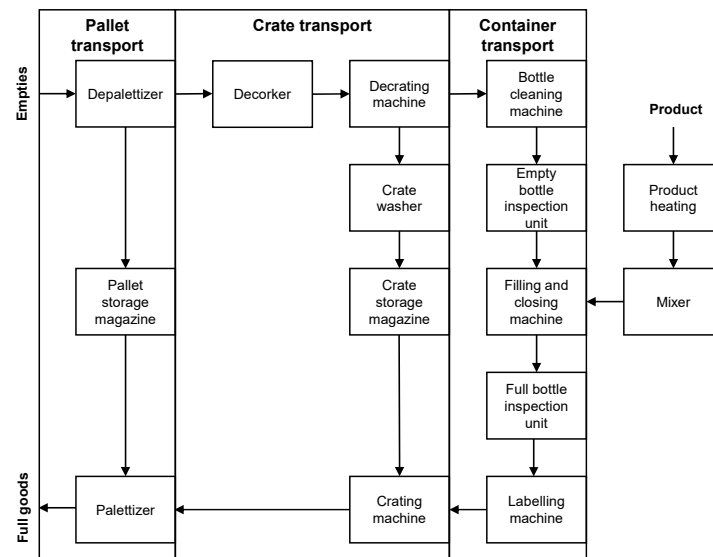 Pallet
transport
Crate transport
Container
transport
Empties
Depalettizer
Decorker
Decrating
machine
Bottle
cleaning
machine
Product
Crate
washer
Empty
bottle
inspection
unit
Product
heating
Pallet
storage
magazine
Crate
storage
magazine
Filling and
closing
machine
Mixer
Full bottle
inspection
unit
Full goods
Palettizer
Crating
machine
Labelling
machine